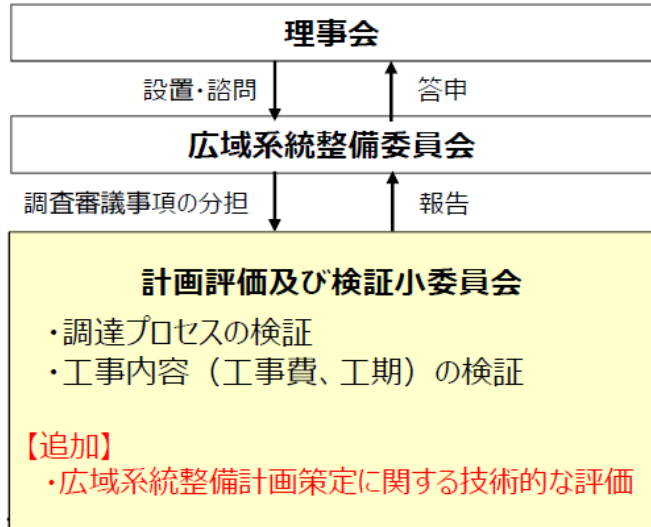 理事会
設置・諮問
答申
広域系統整備委員会
調査審議事項の分担
報告
計画評価及び検証小委員会
・調達プロセスの検証
・工事内容（工事費、工期）の検証
【追加】
・広域系統整備計画策定に関する技術的な評価